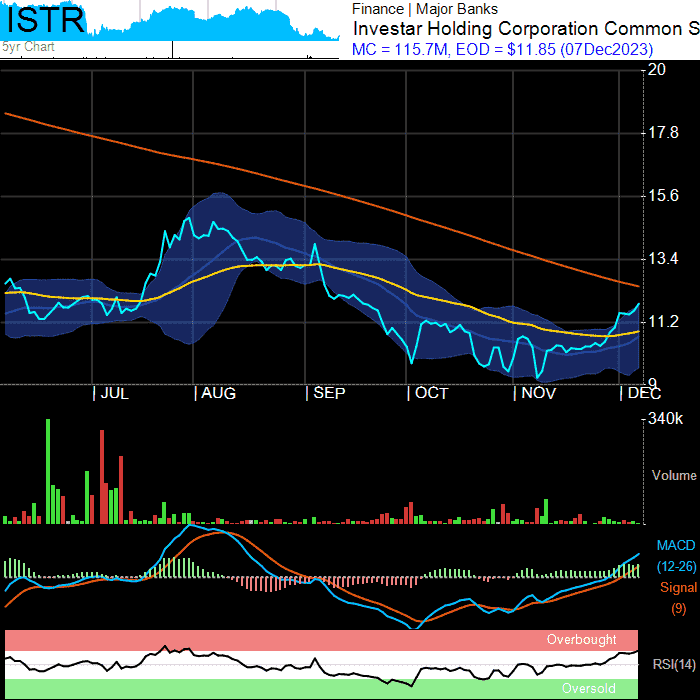 ISTR
5yr Chart
Finance | Major Banks
Investar Holding Corporation Common S
MC = 115.7M, EOD = $11.85 (07Dec2023)
20
17.8
15.6
13.4
11.2
9
JUL
AUG
SEP
OCT
NOV
DEC
340k
Volume
MACD
(12-26)
Signal
(9)
Overbought
RSI(14)
Oversold